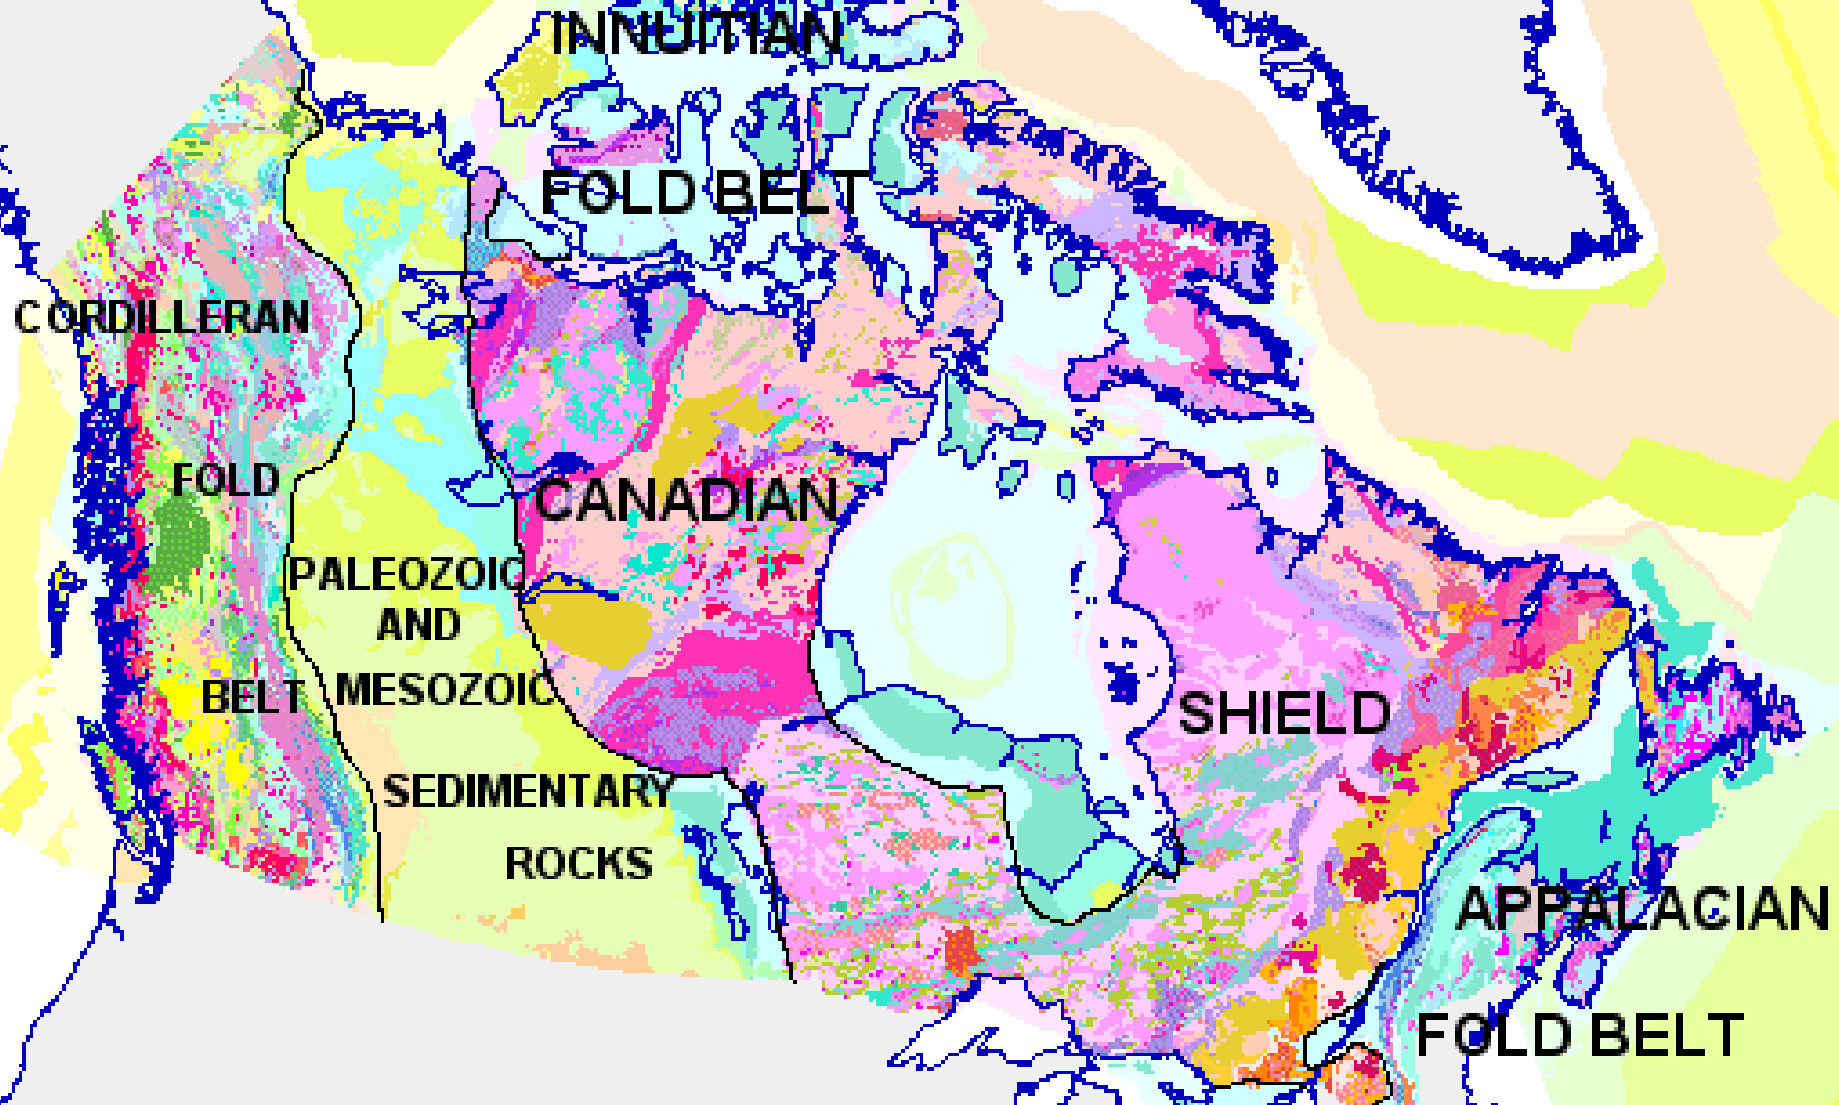 INNUITIAN
FOLD BELT
CORDILLERAN
FOLD
BELT
CANADIAN
SHIELD
PALEOZOIC
AND
MESOZOIC
SEDIMENTARY
ROCKS
APPALACIAN
FOLD BELT